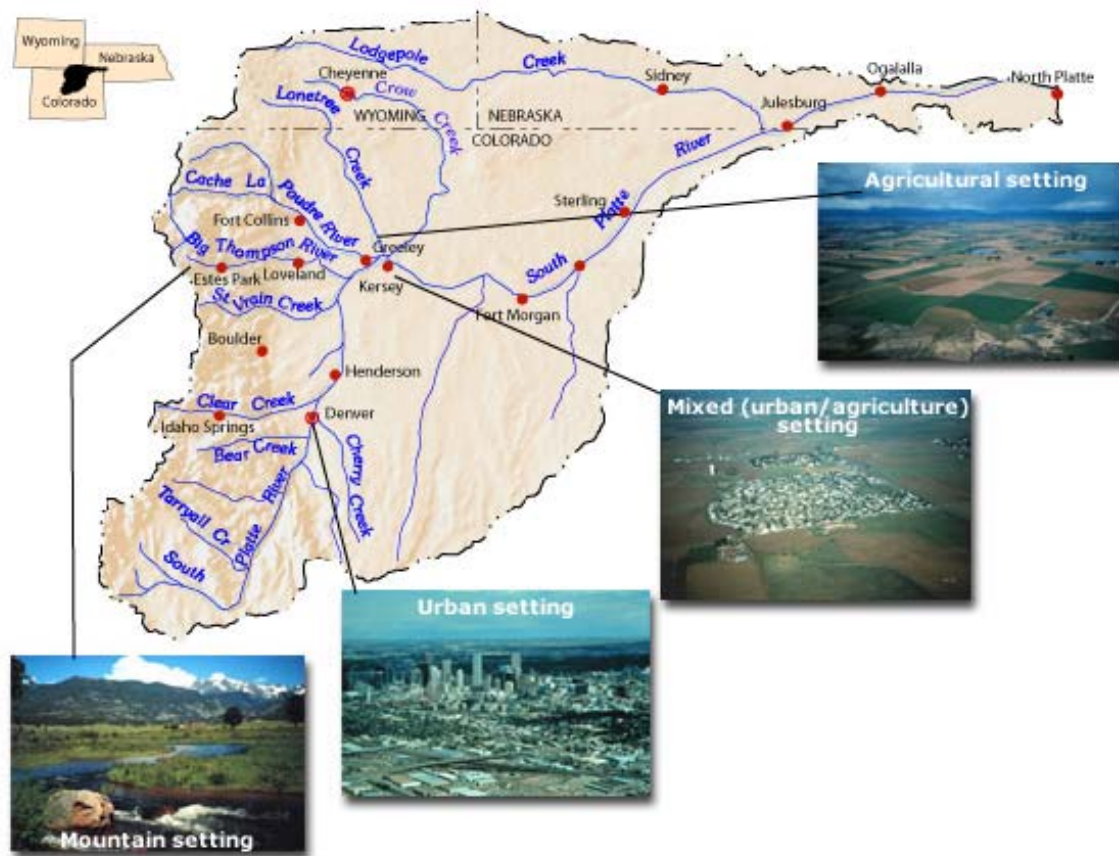 Wyoming
Nebraska
Colorado
Lodgepole
Creek
Cheyenne
Crow
Creek
Lonetree
Creek
WYOMING
NEBRASKA
COLORADO
Sidney
Ogalalla
North Platte
Julesburg
River
Platte
South
Sterling
Cache La
Poudre River
Fort Collins
Big Thompson River
Greeley
Estes Park
Loveland
Kersey
St Vrain Creek
Fort Morgan
Boulder
Henderson
Clear Creek
Idaho Springs
Denver
Bear Creek
Cherry Creek
Tarryall Cr
South
Platte
River
Agricultural setting
Mixed (urban/agriculture)
setting
Urban setting
Mountain setting